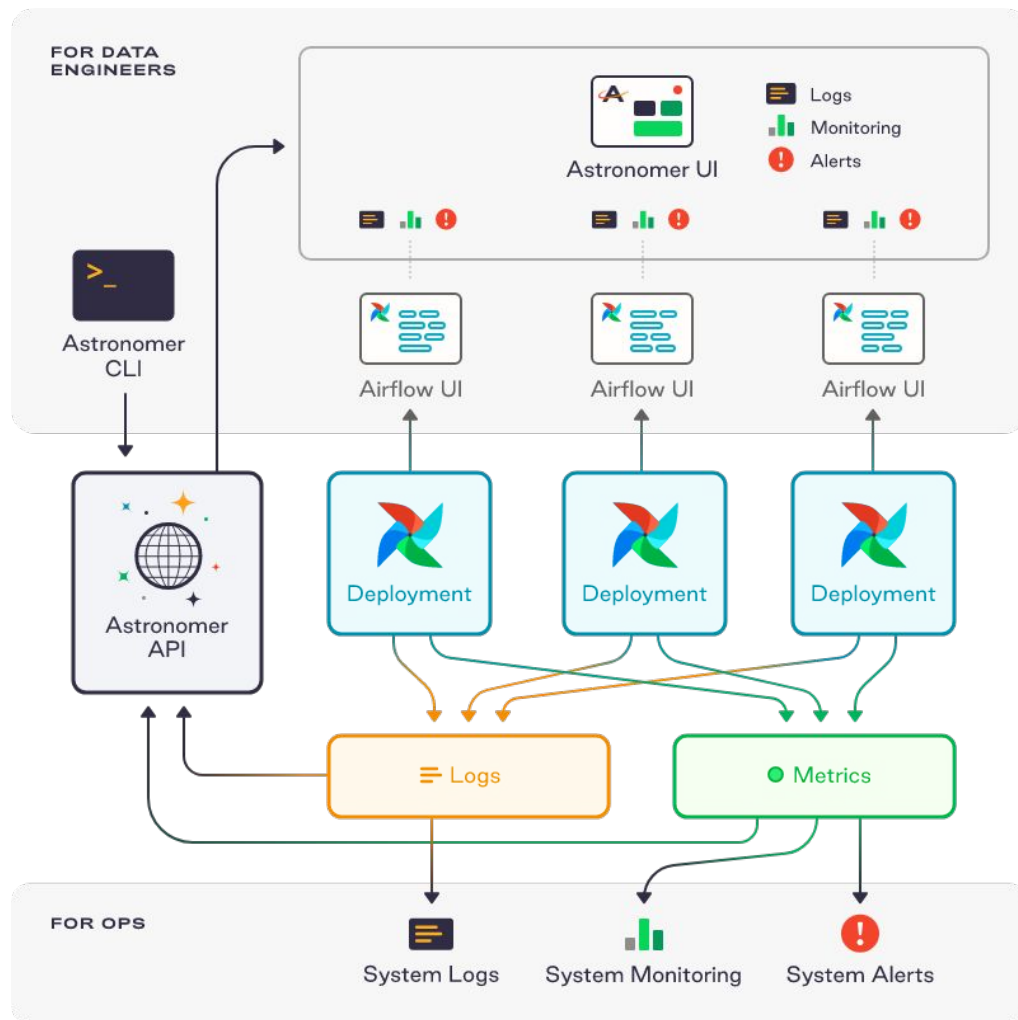 FOR DATA
ENGINEERS
Logs
Monitoring
Alerts
Astronomer UI
Astronomer
CLI
Airflow UI
Airflow UI
Airflow UI
Astronomer
API
Deployment
Deployment
Deployment
Logs
Metrics
FOR OPS
System Logs
System Monitoring
System Alerts